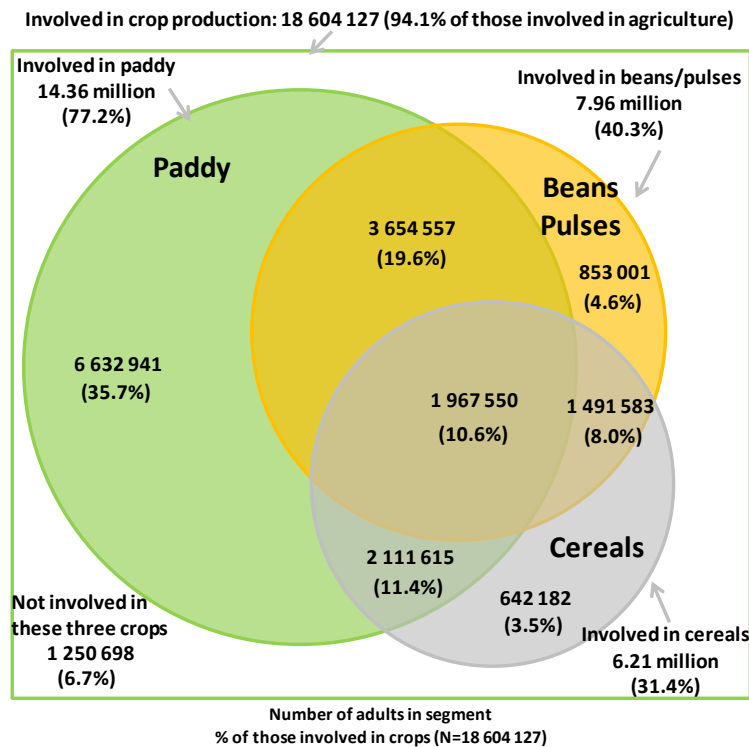 Involved in crop production: 18 604 127 (94.1% of those involved in agriculture)
Involved in paddy
14.36 million
(77.2%)
Involved in beans/pulses
7.96 million
(40.3%)
Paddy
Beans
Pulses
3 654 557
(19.6%)
853 001
(4.6%)
6 632 941
(35.7%)
1 967 550
(10.6%)
1 491 583
(8.0%)
Cereals
2 111 615
(11.4%)
642 182
(3.5%)
Not involved in
these three crops
1 250 698
(6.7%)
Involved in cereals
6.21 million
(31.4%)
Number of adults in segment
% of those involved in crops (N=18 604 127)